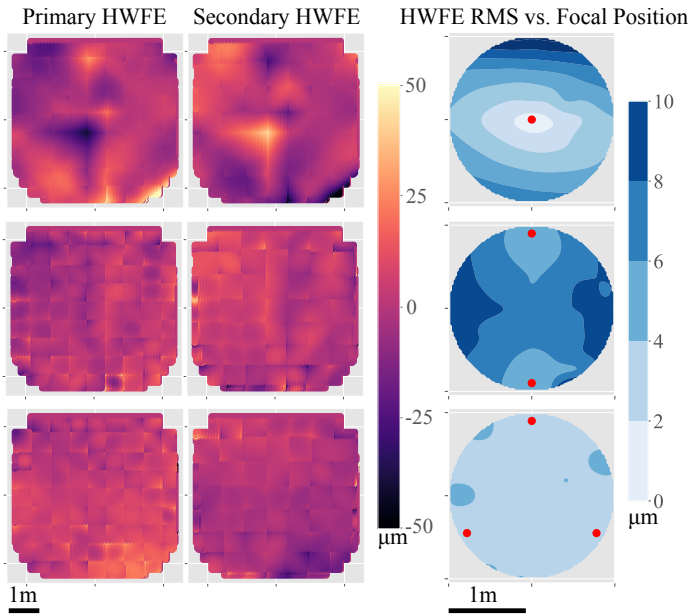 Primary HWFE Secondary HWFE HWFE RMS vs. Focal Position
50
25
0
-25
-50
μm
10
8
6
4
2
0
μm
1m
1m